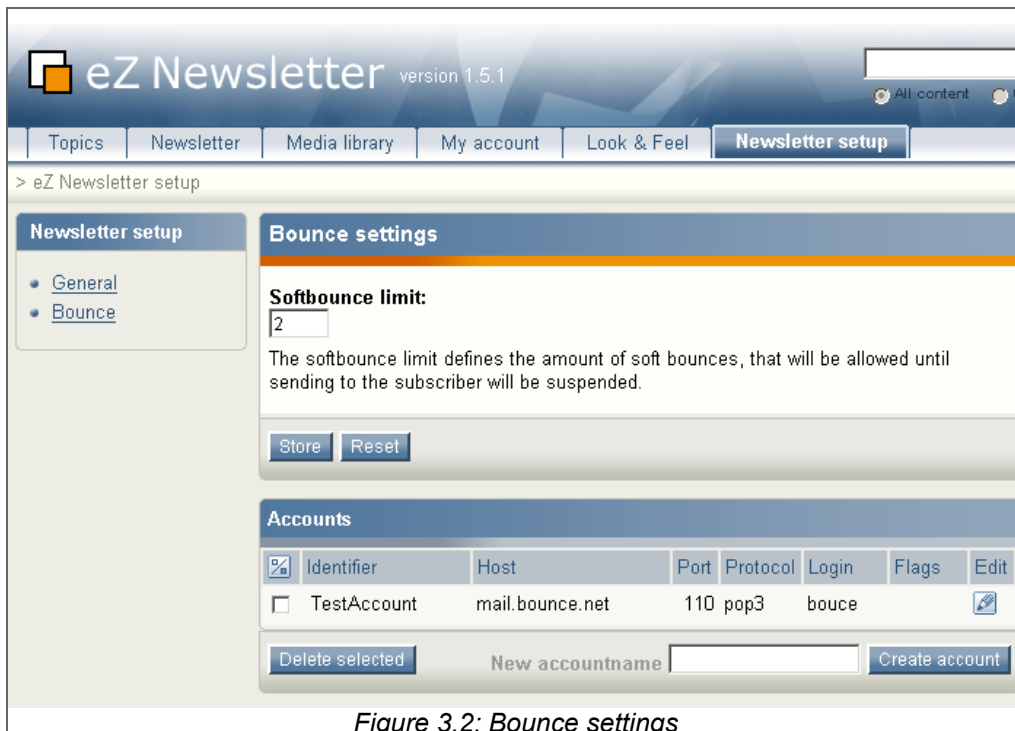 eZ Newsletter version 1.5.1
All content
Topics Newsletter Media library My account Look & Feel Newsletter setup
> eZ Newsletter setup
Newsletter setup
General
Bounce
Bounce settings
Softbounce limit:
2
The softbounce limit defines the amount of soft bounces, that will be allowed until
sending to the subscriber will be suspended.
Store Reset
Accounts
Identifier Host Port Protocol Login Flags Edit
TestAccount mail.bounce.net 110 pop3 bouce
Delete selected New accountname Create account
Figure 3.2: Bounce settings